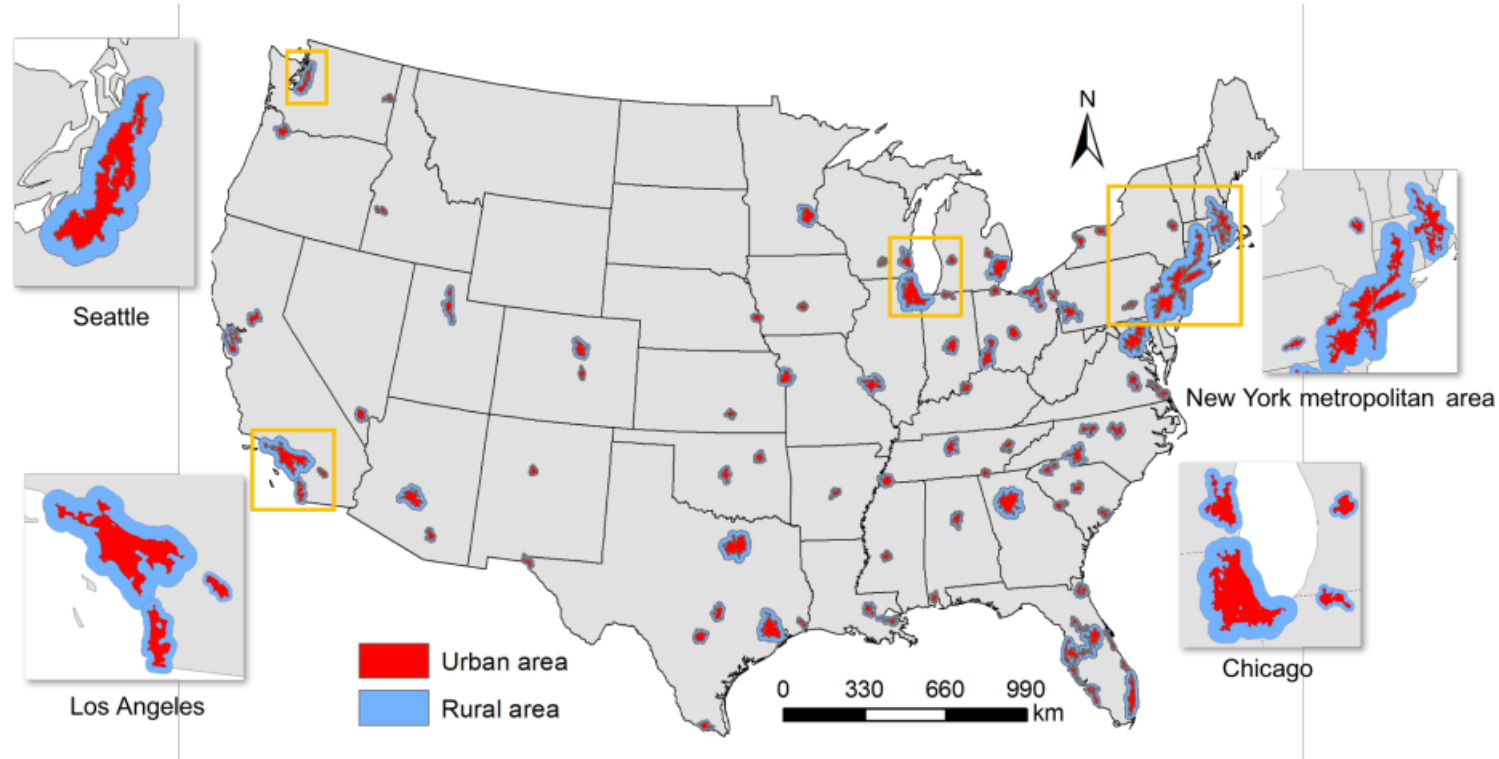 N
Seattle
New York metropolitan area
Los Angeles
Urban area
Rural area
0 330 660 990
km
Chicago